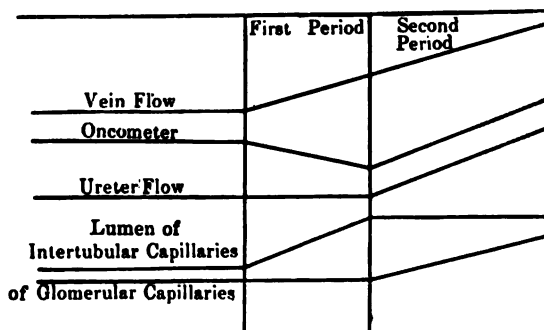 First Period
Second
Period
Vein Flow
Oncometer
Ureter Flow
Lumen of
Intertubular Capillaries
of Glomerular Capillaries